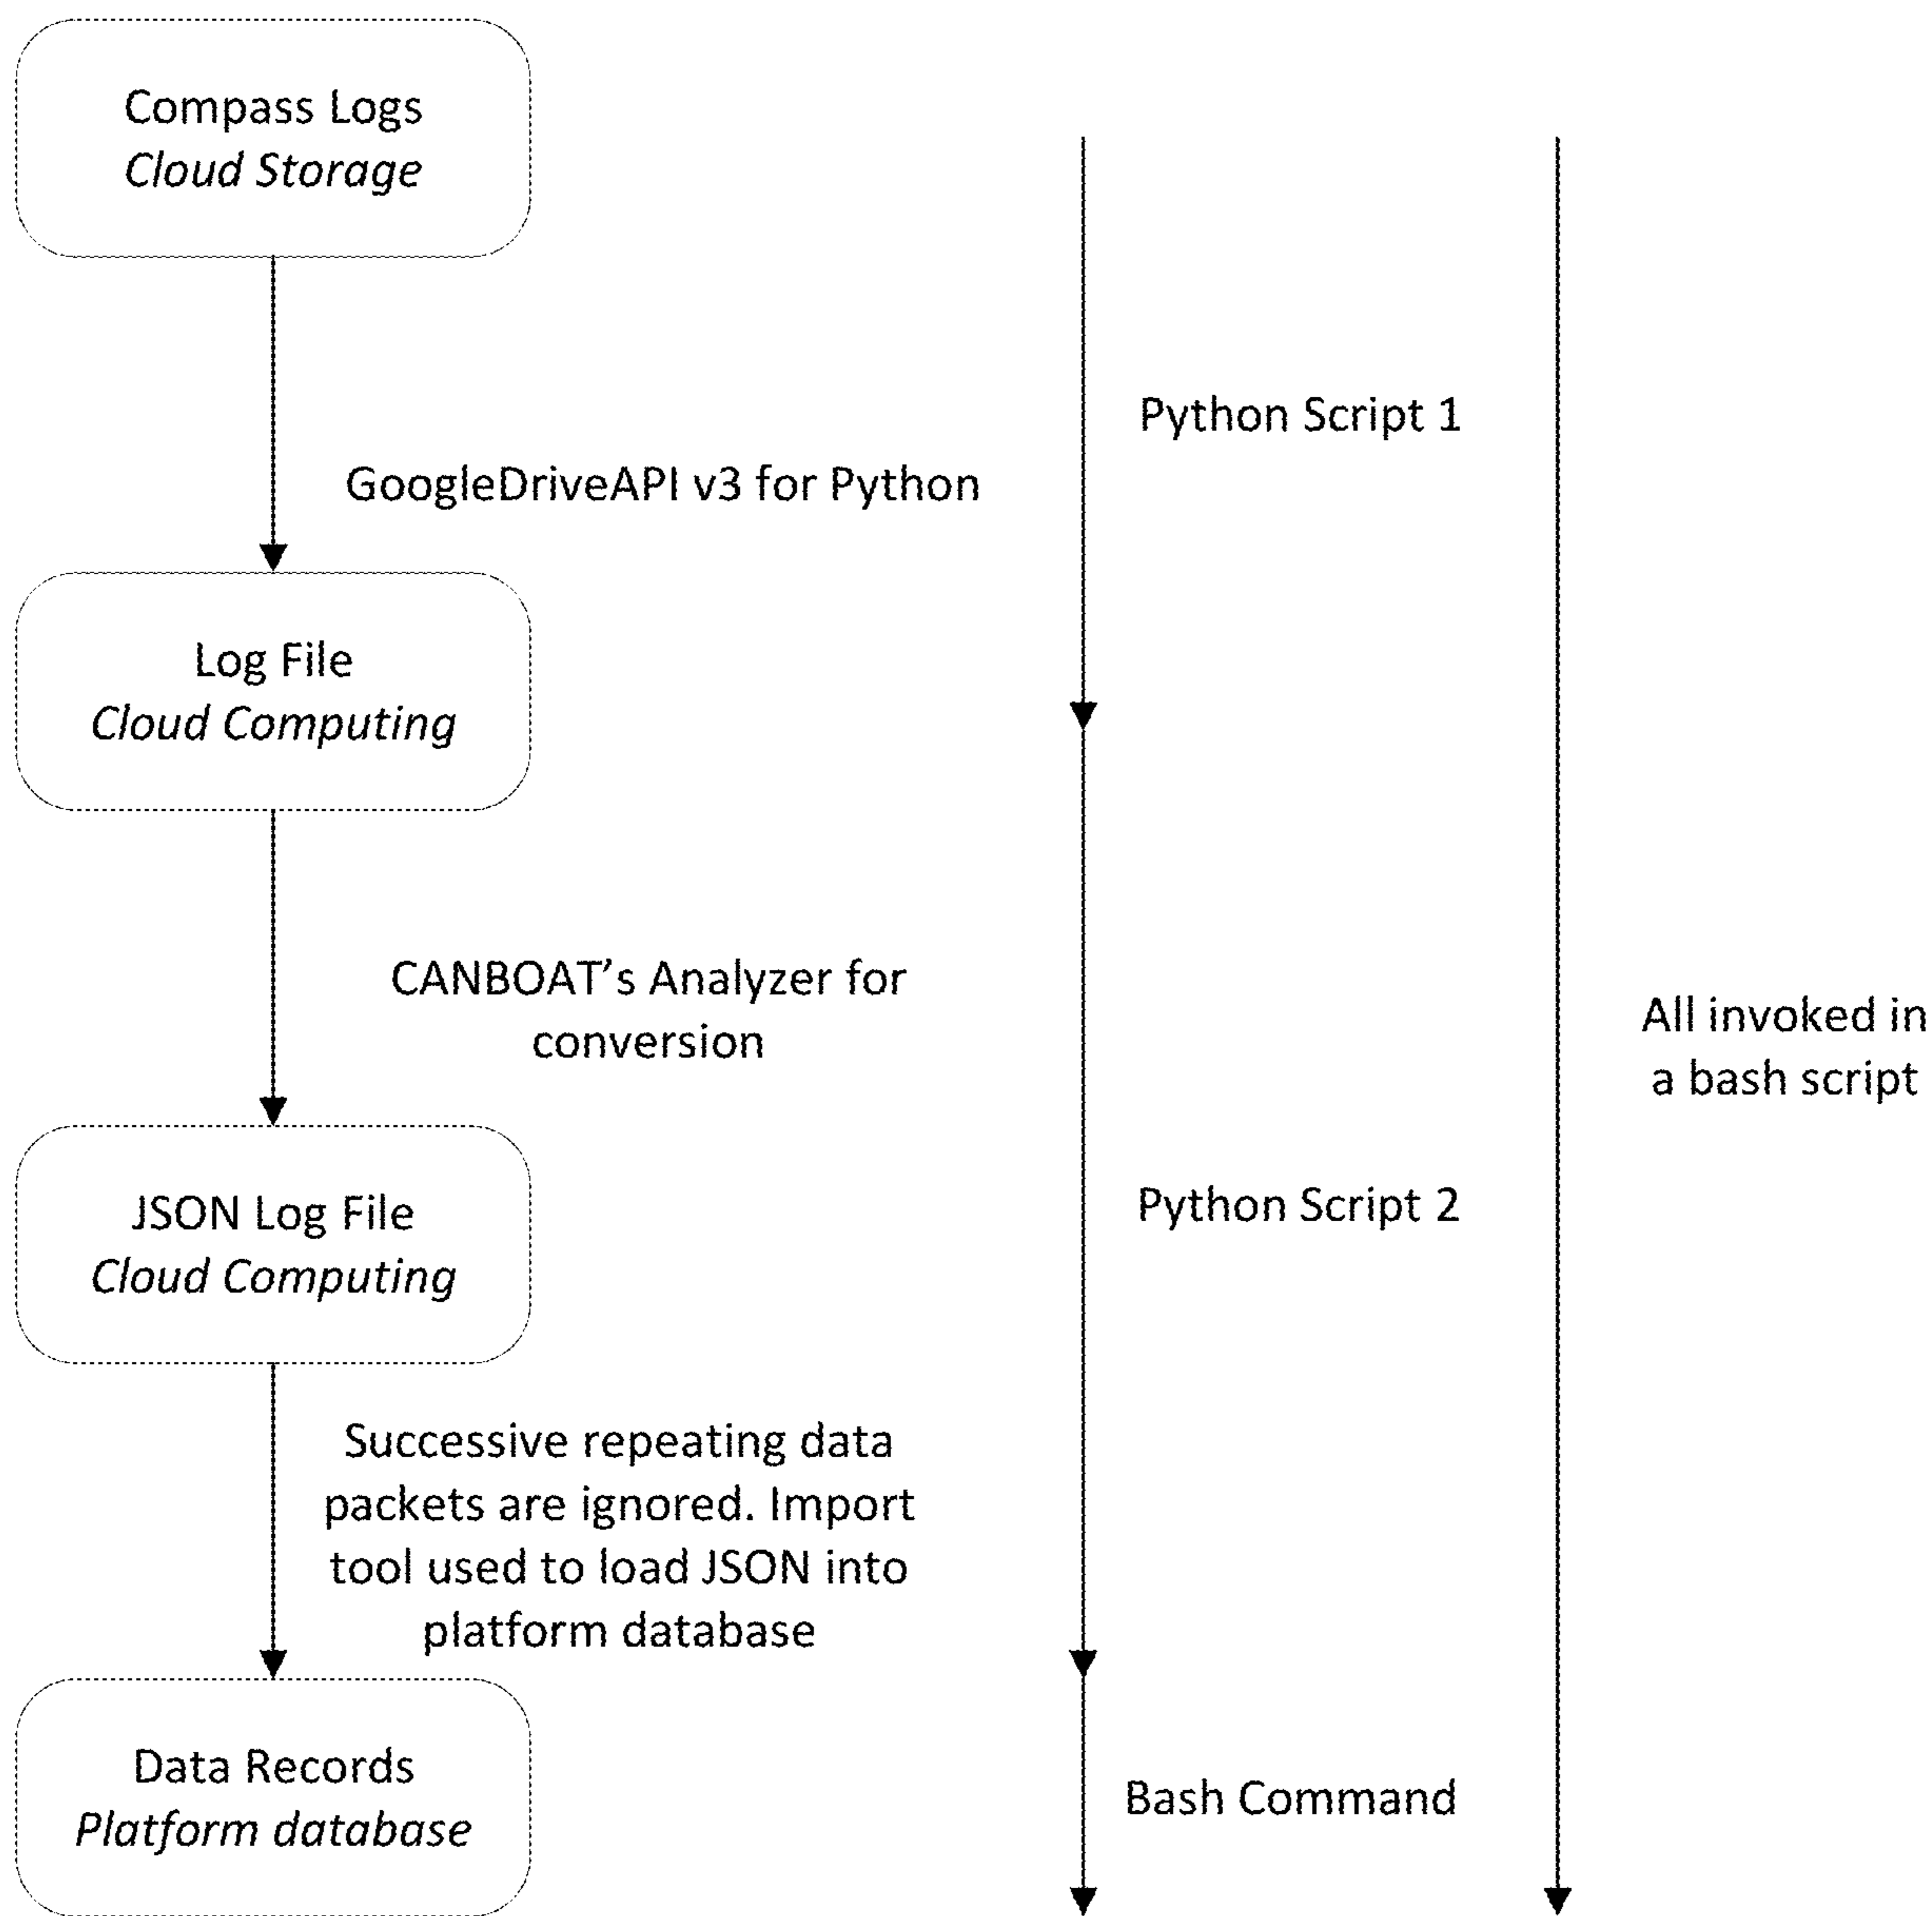 Compass Logs
Cloud Storage
Python Script 1
GoogleDriveAPI v3 for Python
Log File
Cloud Computing
CANBOAT’s Analyzer for
conversion
All invoked in
a bash script
JSON Log File
Cloud Computing
Python Script 2
Successive repeating data
packets are ignored. Import
tool used to load JSON into
platform database
Data Records
Platform database
Bash Command